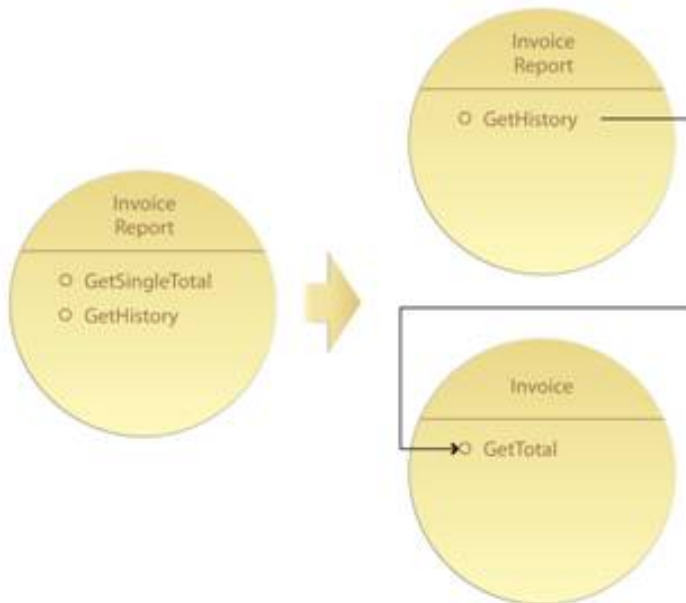 Invoice
Report
GetSingleTotal
GetHistory
Invoice
Report
GetHistory
Invoice
GetTotal